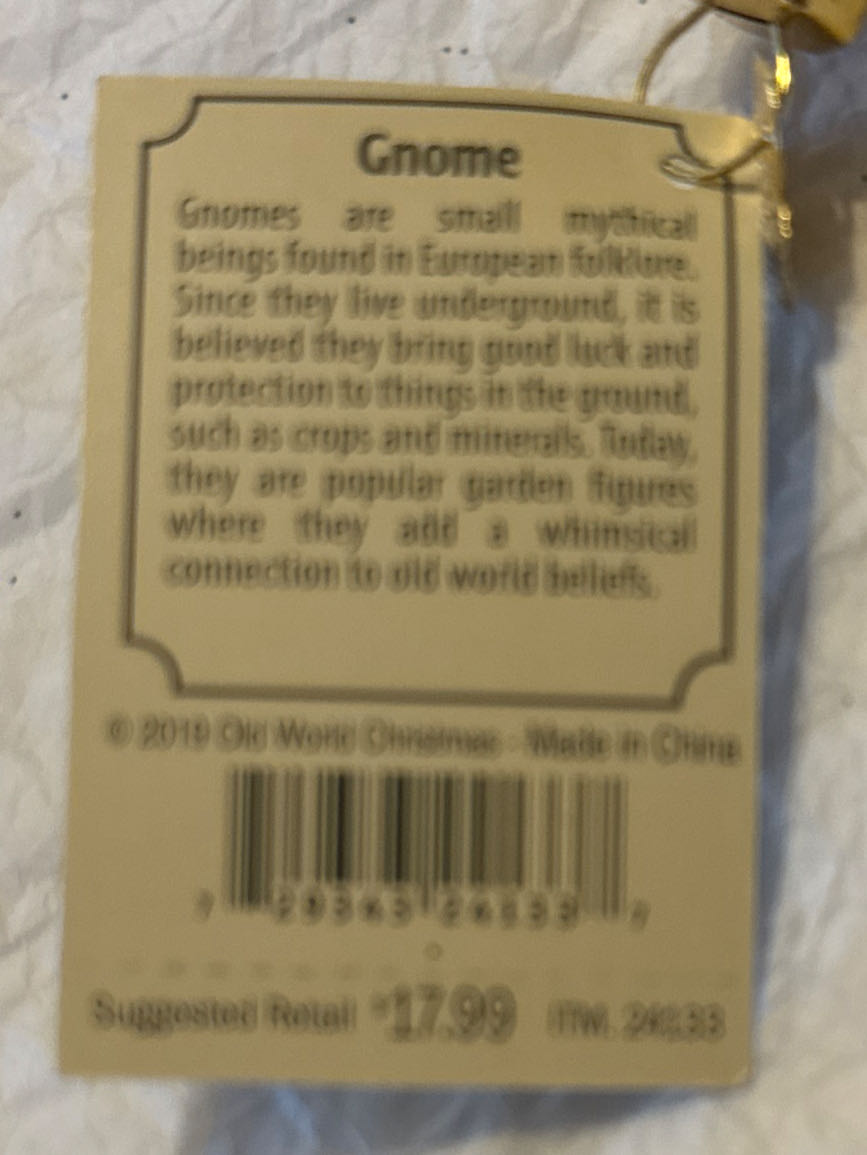 Gnome
Gnomes are small mythical
beings found in European folklore.
Since they live underground, it is
believed they bring good luck and
protection to things in the ground,
such as crops and minerals. Today,
they are popular garden figures
where they add a whimsical
connection to old world beliefs.
© 2019 Old World Christmas - Made in China
Suggested Retail $17.99 ITM. 24133